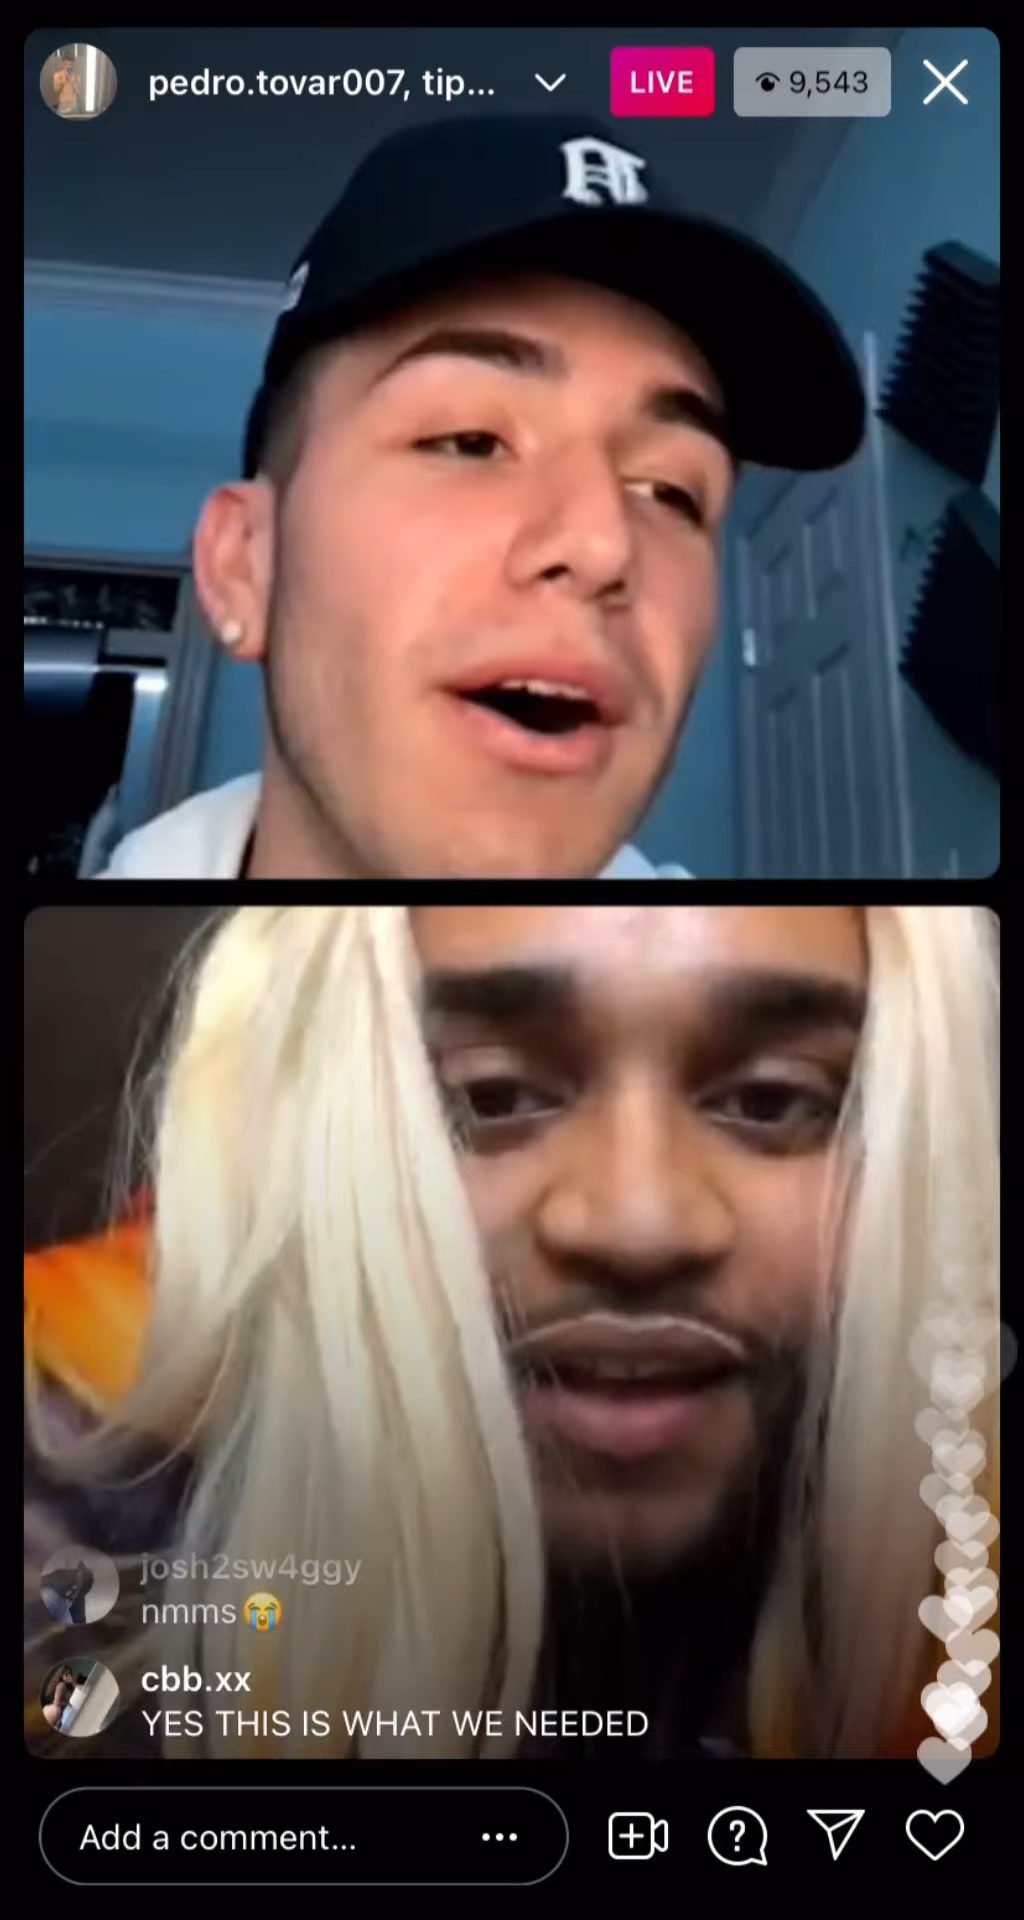 pedro.tovar007, tip...
LIVE
9,543
josh2sw4ggy
nmms😭
cbb.xx
YES THIS IS WHAT WE NEEDED
Add a comment...